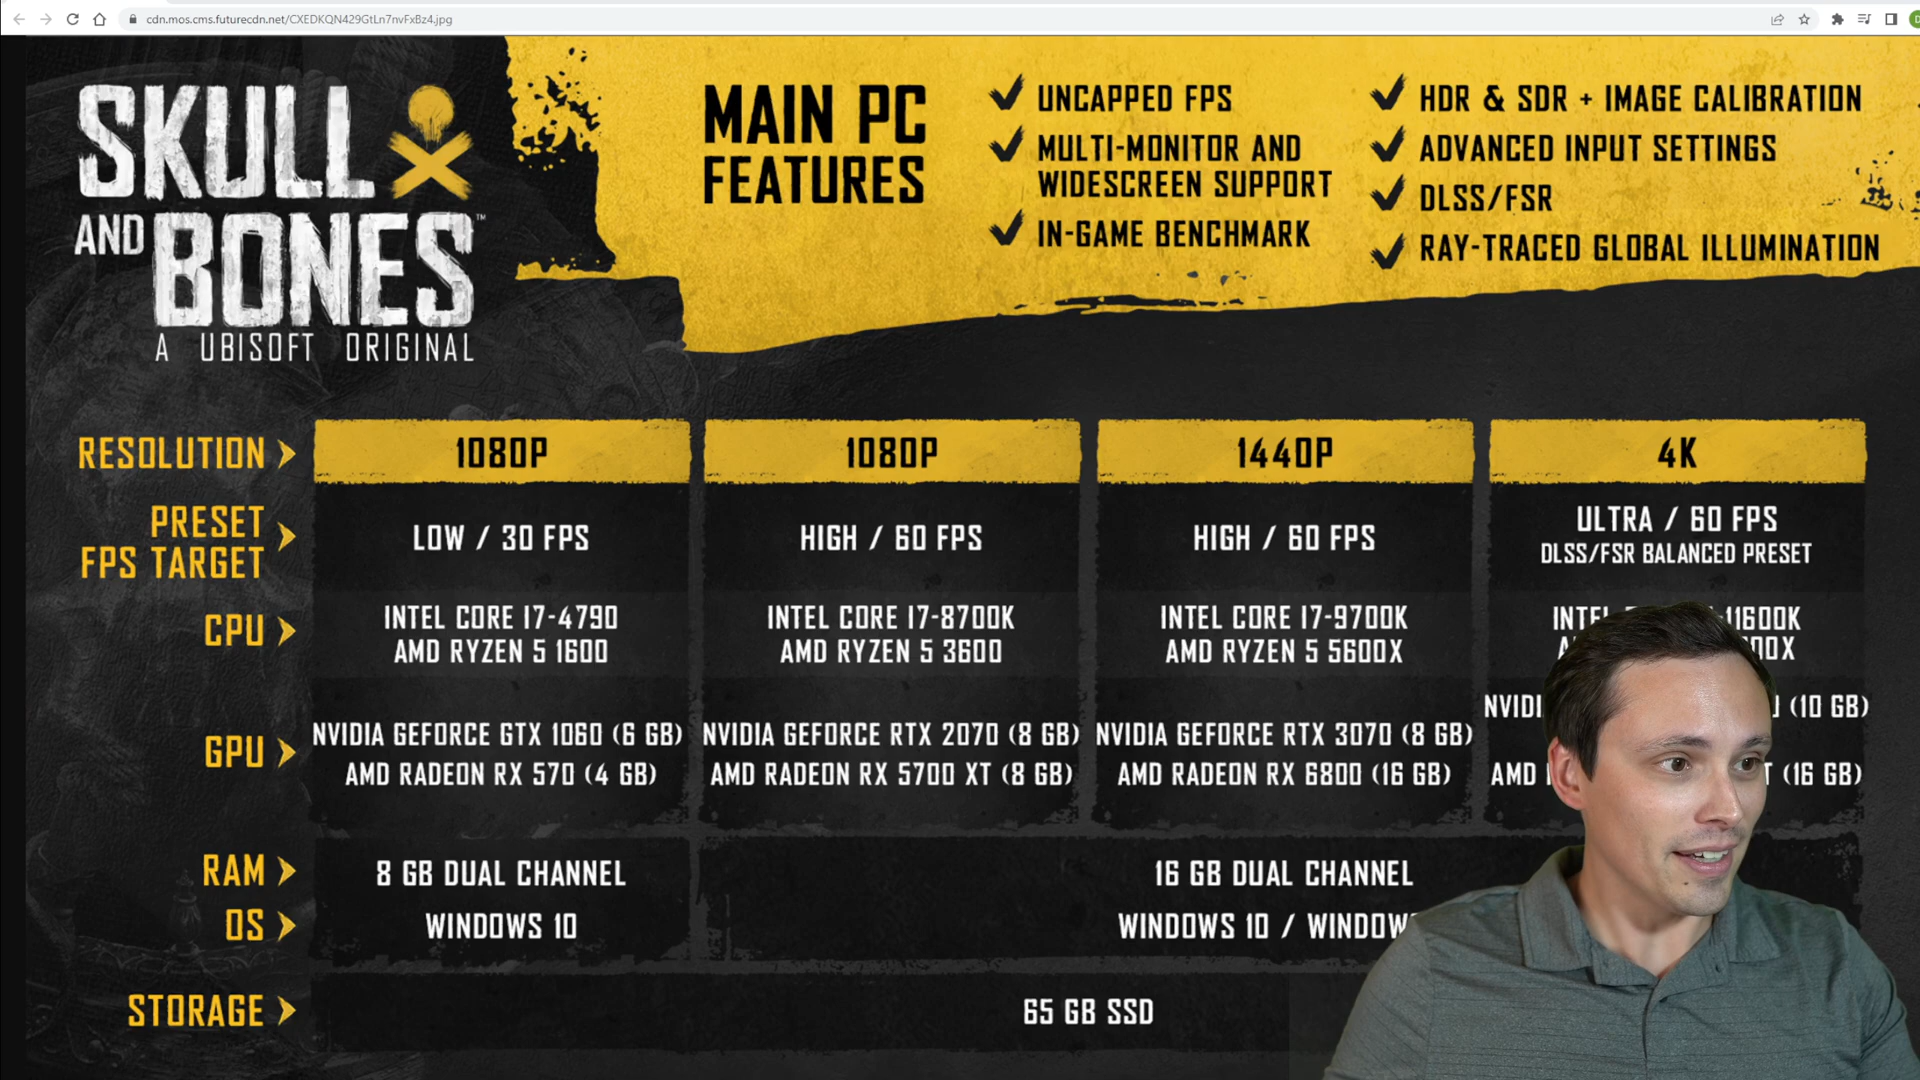 cdn.mos.cms.futurecdn.net/CXEDKQN429GtLn7nvFxBz4.jpg
SKULL
AND BONES™
A UBISOFT ORIGINAL
MAIN PC
FEATURES
UNCAPPED FPS
MULTI-MONITOR AND
WIDESCREEN SUPPORT
IN-GAME BENCHMARK
HDR & SDR + IMAGE CALIBRATION
ADVANCED INPUT SETTINGS
DLSS/FSR
RAY-TRACED GLOBAL ILLUMINATION
RESOLUTION 1080P 1080P 1440P 4K
PRESET
FPS TARGET
LOW / 30 FPS
HIGH / 60 FPS
HIGH / 60 FPS
ULTRA / 60 FPS
DLSS/FSR BALANCED PRESET
CPU
INTEL CORE I7-4790
AMD RYZEN 5 1600
INTEL CORE I7-8700K
AMD RYZEN 5 3600
INTEL CORE I7-9700K
AMD RYZEN 5 5600X
11600K
GPU
NVIDIA GEFORCE GTX 1060 (6 GB)
AMD RADEON RX 570 (4 GB)
NVIDIA GEFORCE RTX 2070 (8 GB)
AMD RADEON RX 5700 XT (8 GB)
NVIDIA GEFORCE RTX 3070 (8 GB)
AMD RADEON RX 6800 (16 GB)
(10 GB)
AMD (16 GB)
RAM 8 GB DUAL CHANNEL 16 GB DUAL CHANNEL
OS WINDOWS 10 WINDOWS 10 /
STORAGE 65 GB SSD